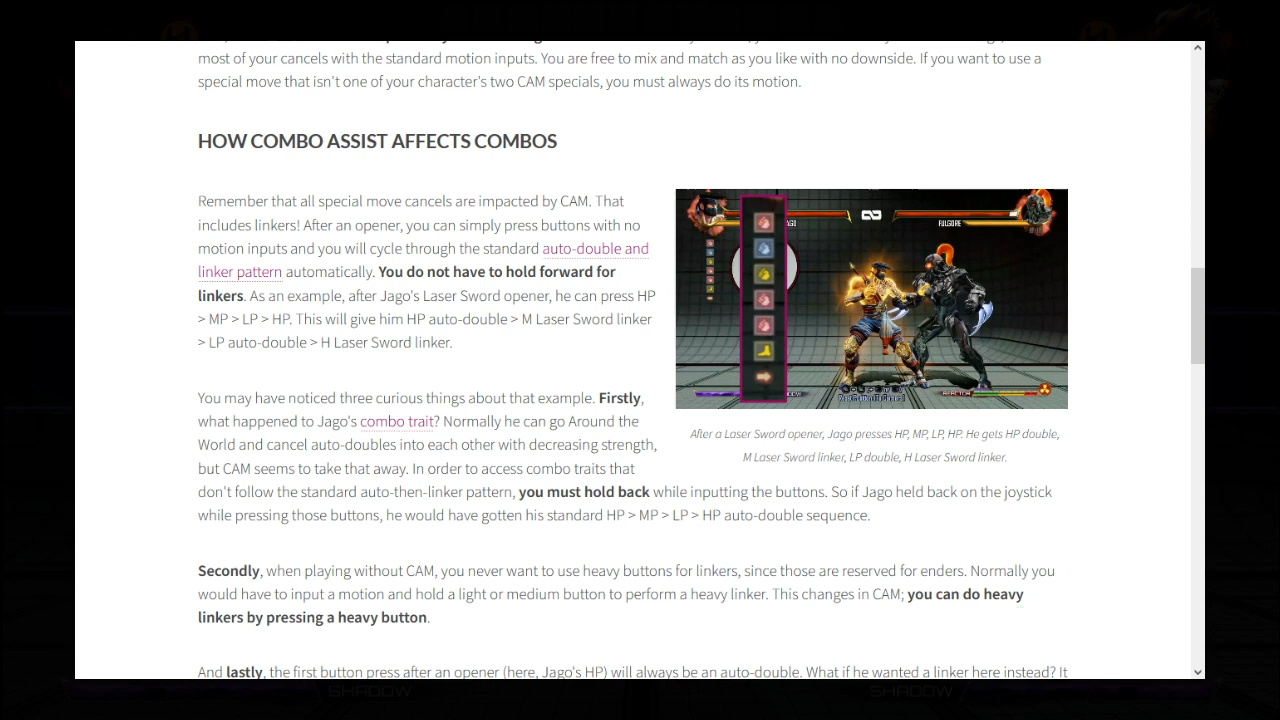 most of your cancels with the standard motion inputs. You are free to mix and match as you like with no downside. If you want to use a
special move that isn't one of your character's two CAM specials, you must always do its motion.
HOW COMBO ASSIST AFFECTS COMBOS
Remember that all special move cancels are impacted by CAM. That
includes linkers! After an opener, you can simply press buttons with no
motion inputs and you will cycle through the standard auto-double and
linker pattern automatically. You do not have to hold forward for
linkers. As an example, after Jago's Laser Sword opener, he can press HP
> MP > LP > HP. This will give him HP auto-double > M Laser Sword linker
> LP auto-double > H Laser Sword linker.
FULGORE
After a Laser Sword opener, Jago presses HP, MP, LP, HP. He gets HP double,
M Laser Sword linker, LP double, H Laser Sword linker.
You may have noticed three curious things about that example. Firstly,
what happened to Jago's combo trait? Normally he can go Around the
World and cancel auto-doubles into each other with decreasing strength,
but CAM seems to take that away. In order to access combo traits that
don't follow the standard auto-then-linker pattern, you must hold back while inputting the buttons. So if Jago held back on the joystick
while pressing those buttons, he would have gotten his standard HP > MP > LP > HP auto-double sequence.
Secondly, when playing without CAM, you never want to use heavy buttons for linkers, since those are reserved for enders. Normally you
would have to input a motion and hold a light or medium button to perform a heavy linker. This changes in CAM; you can do heavy
linkers by pressing a heavy button.
And lastly, the first button press after an opener (here, Jago's HP) will always be an auto-double. What if he wanted a linker here instead? It
SHADOW
SHADOW